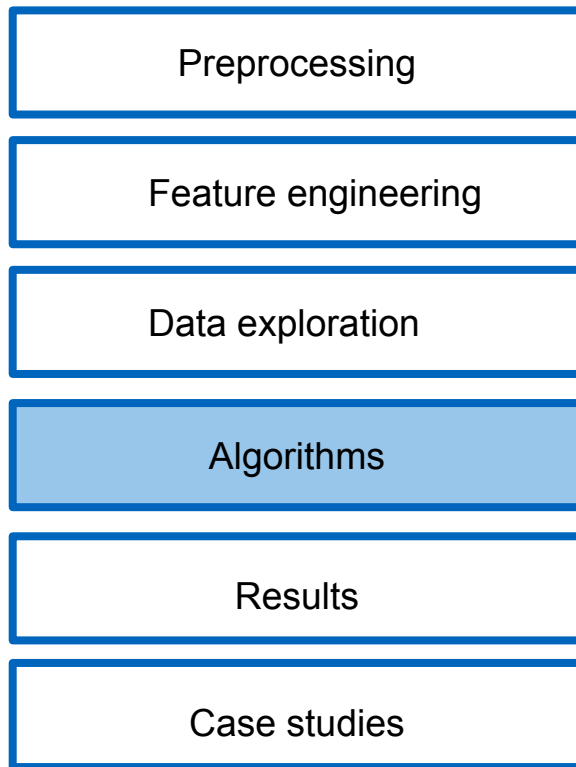 Preprocessing
Feature engineering
Data exploration
Algorithms
Results
Case studies